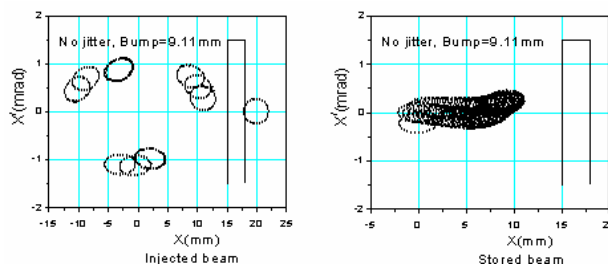 2
No jitter, Bump=9.11mm
1
X'(mrad)
0
-1
-2
-15 -10 -5 0 5 10 15 20 25
X(mm)
Injected beam
2
No jitter, Bump=9.11mm
1
X'(mrad)
0
-1
-2
-5 0 5 10 15 20
X(mm)
Stored beam